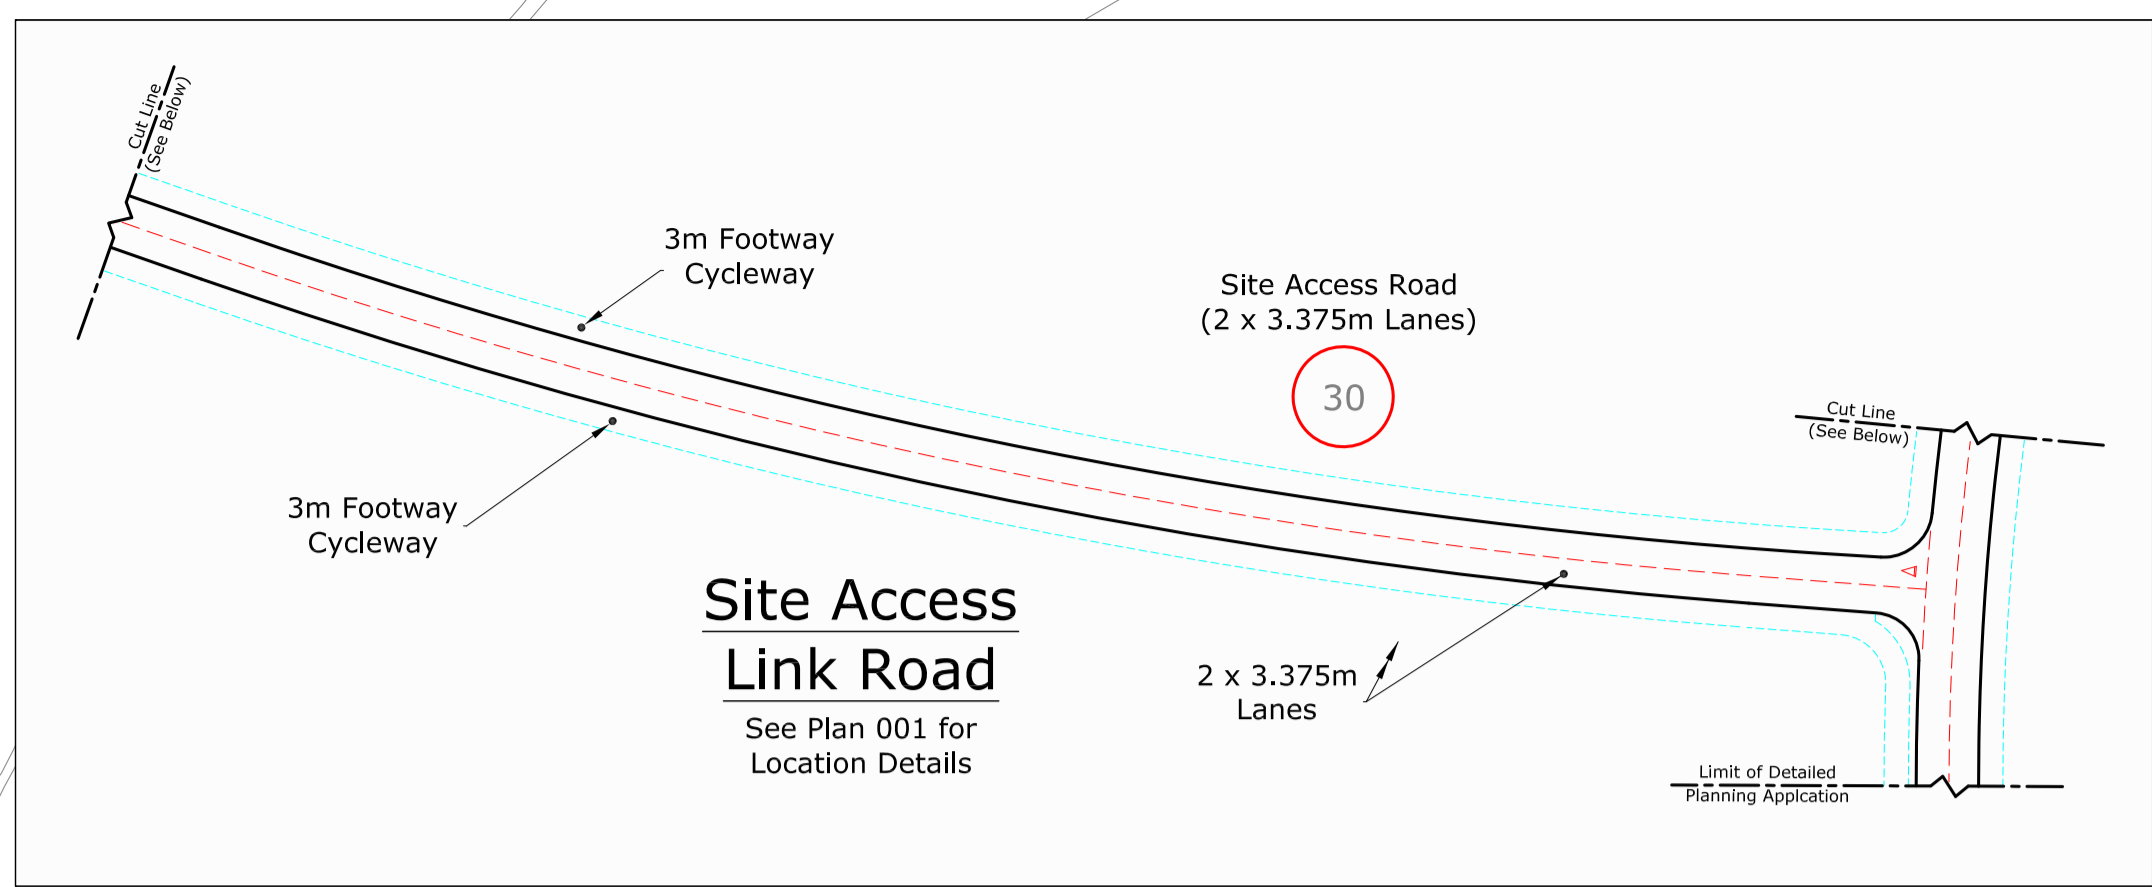 Cut Line
(See Below)
3m Footway
Cycleway
Site Access Road
(2 x 3.375m Lanes)
30
Cut Line
(See Below)
3m Footway
Cycleway
Site Access
Link Road
See Plan 001 for
Location Details
2 x 3.375m
Lanes
Limit of Detailed
Planning Applcation